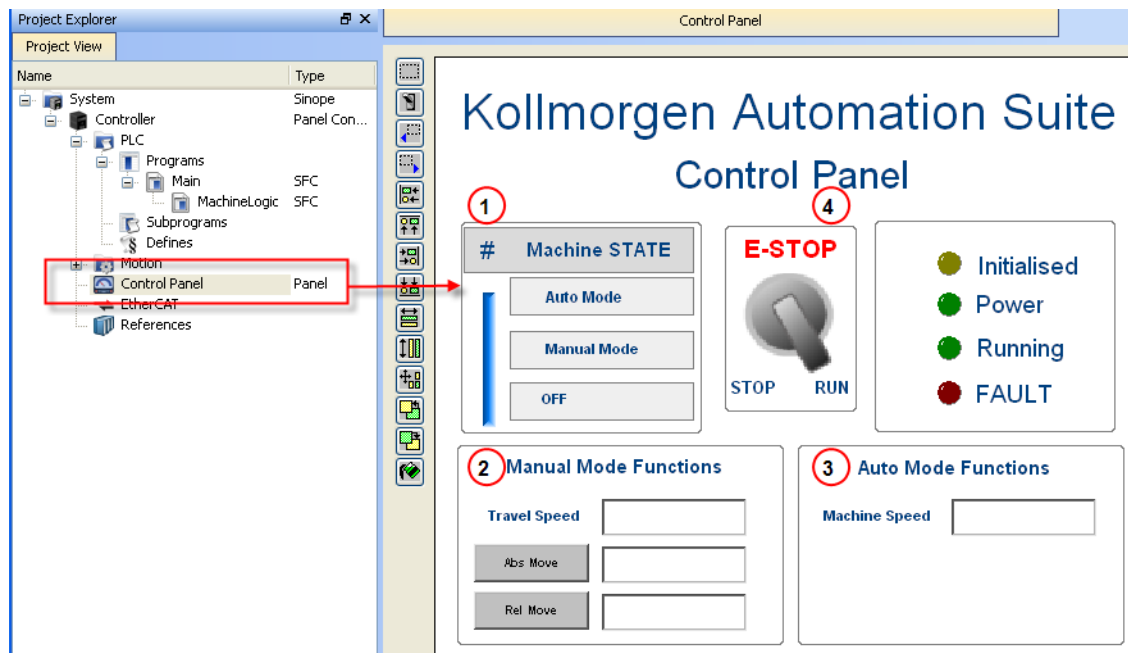 Project Explorer
Project View
Name Type
System Sinope
Controller Panel Con...
PLC
Programs
Main SFC
MachineLogic SFC
Subprograms
Defines
Motion
Control Panel Panel
EtherCAT
References
Control Panel
Kollmorgen Automation Suite
Control Panel
1
4
# Machine STATE
Auto Mode
Manual Mode
OFF
E-STOP
STOP RUN
Initialised
Power
Running
FAULT
2 Manual Mode Functions
Travel Speed
Abs Move
Rel Move
3 Auto Mode Functions
Machine Speed